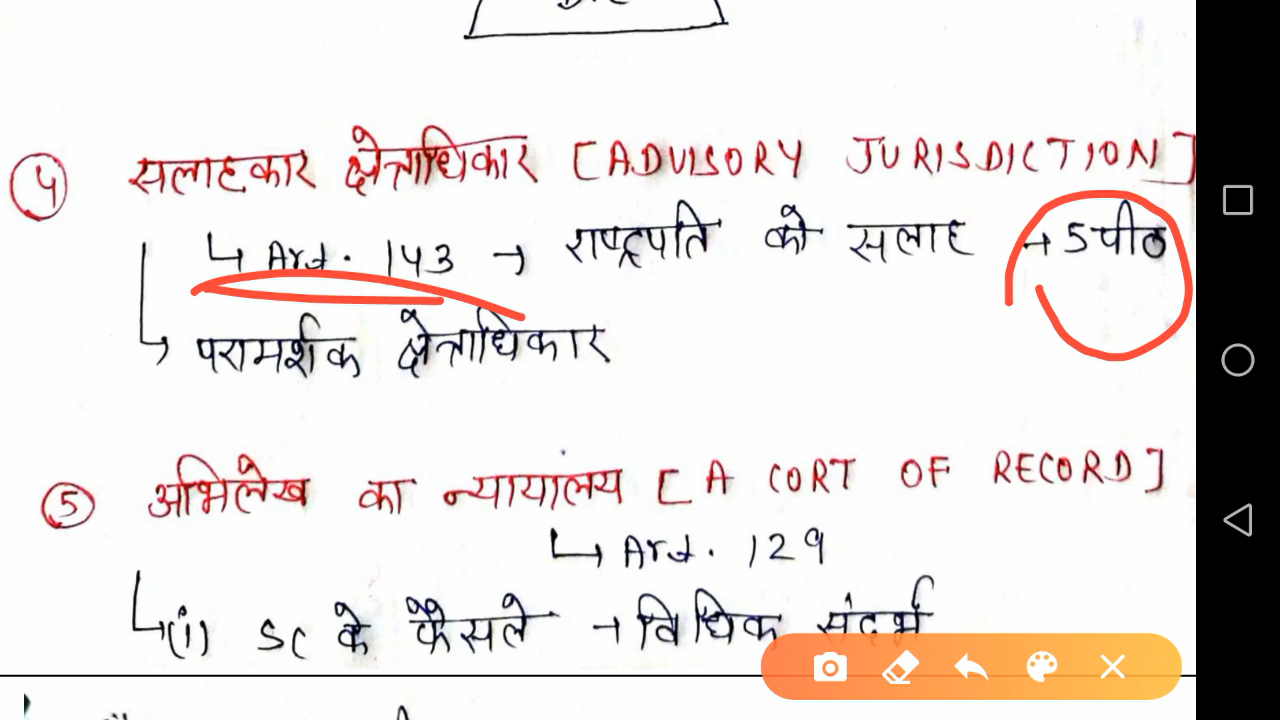 ④ सलाहकार क्षेत्राधिकार [ADVISORY JURISDICTION]
↳ Art. 143 → राष्ट्रपति को सलाह → 5 पीठ
↳ परामर्शक क्षेत्राधिकार
⑤ अभिलेख का न्यायालय [A CORT OF RECORD]
↳ Art. 129
↳ (i) SC के फैसले → विधिक संदर्भ